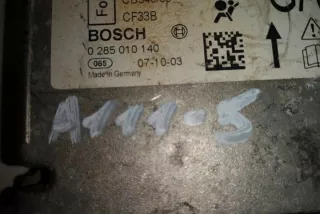 CF33B
BOSCH
0 285 010 140
065 07-10-03
Made in Germany
A111-5